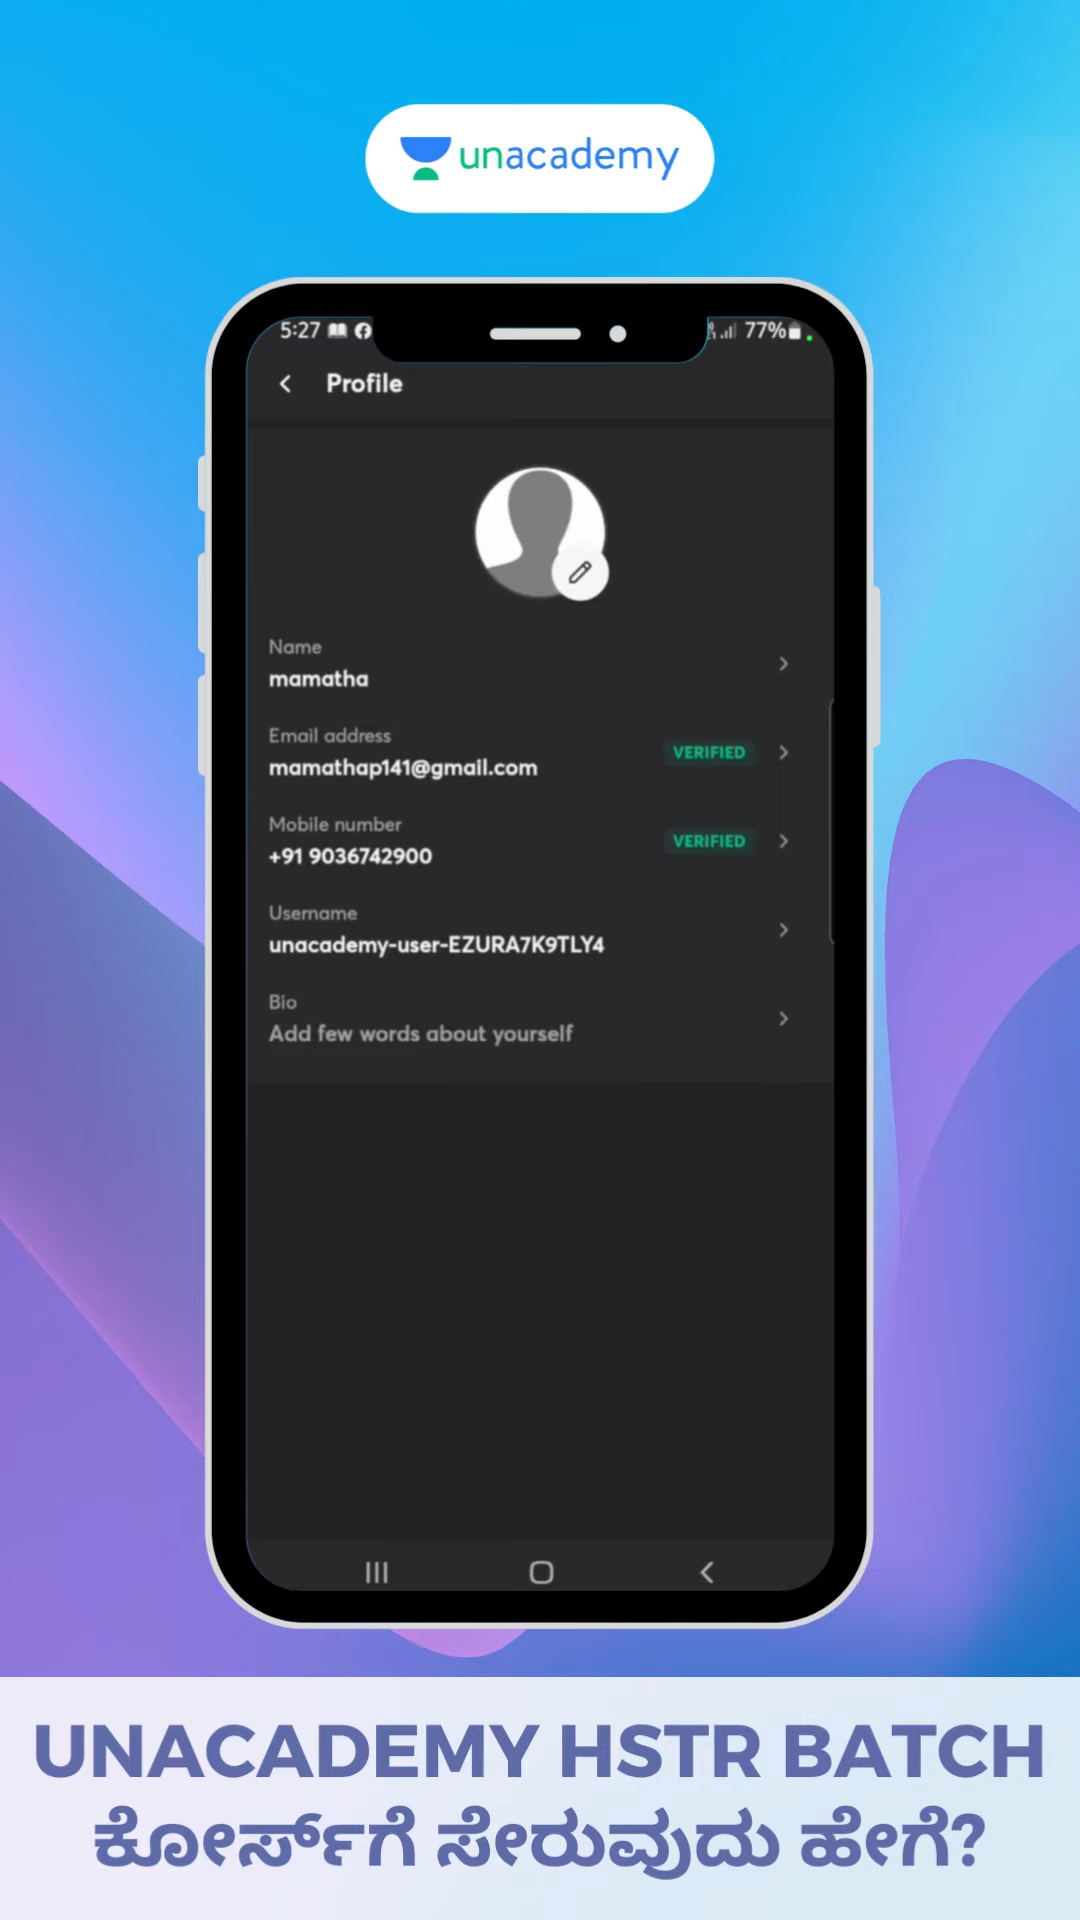 unacademy
5:27
77%
Profile
Name
mamatha
Email address
mamathap141@gmail.com
VERIFIED
Mobile number
+91 9036742900
VERIFIED
Username
unacademy-user-EZURA7K9TLY4
Bio
Add few words about yourself
UNACADEMY HSTR BATCH
ಕೋರ್ಸ್‌ಗೆ ಸೇರುವುದು ಹೇಗೆ?